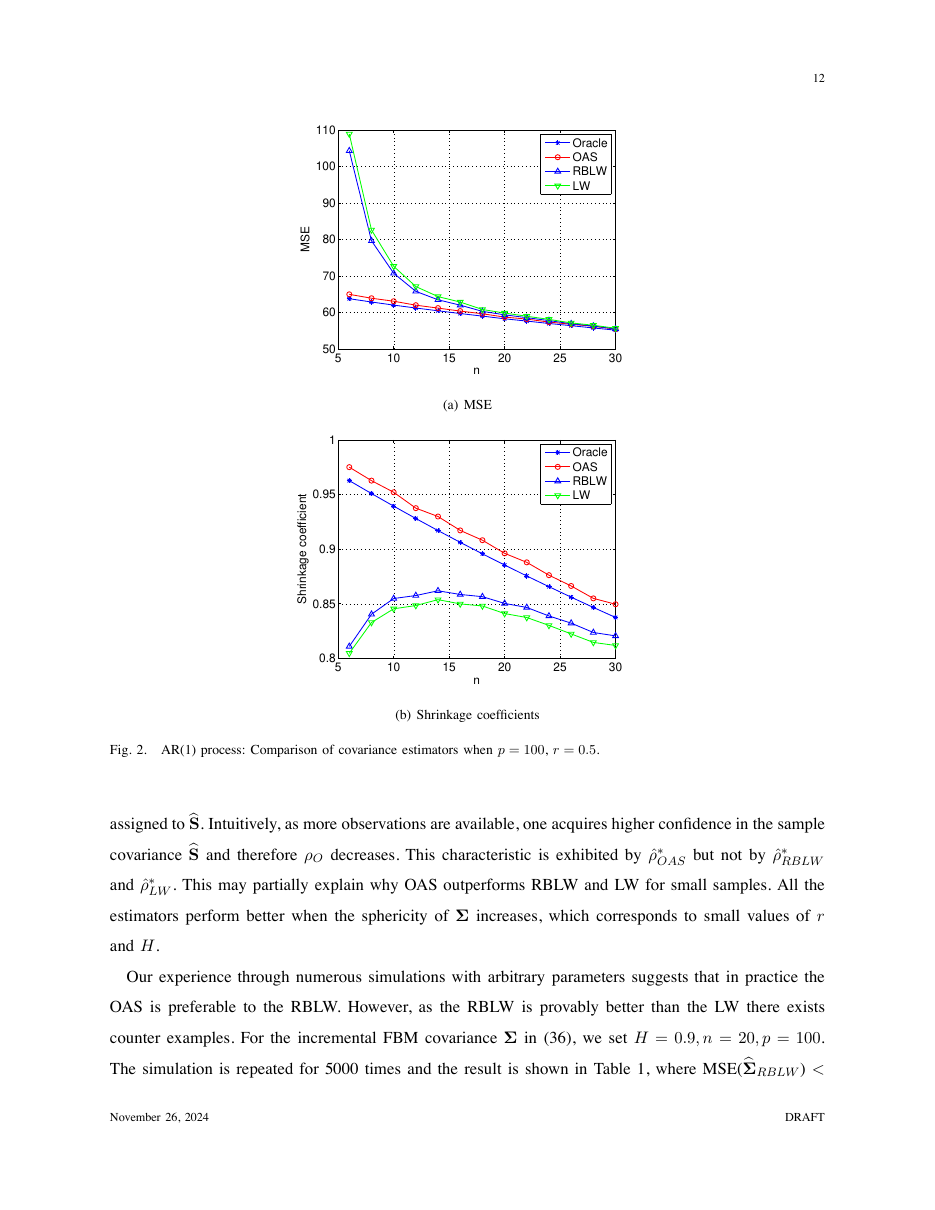 12
110
100
90
80
70
60
50
MSE
5 10 15 20 25 30
n
Oracle
OAS
RBLW
LW
(a) MSE
1
0.95
0.9
0.85
0.8
Shrinkage coefficient
5 10 15 20 25 30
n
Oracle
OAS
RBLW
LW
(b) Shrinkage coefficients
Fig. 2. AR(1) process: Comparison of covariance estimators when p = 100, r = 0.5.
assigned to Ŝ. Intuitively, as more observations are available, one acquires higher confidence in the sample
covariance Ŝ and therefore ρ_O decreases. This characteristic is exhibited by ρ̂*_OAS but not by ρ̂*_RBLW
and ρ̂*_LW. This may partially explain why OAS outperforms RBLW and LW for small samples. All the
estimators perform better when the sphericity of Σ increases, which corresponds to small values of r
and H.
Our experience through numerous simulations with arbitrary parameters suggests that in practice the
OAS is preferable to the RBLW. However, as the RBLW is provably better than the LW there exists
counter examples. For the incremental FBM covariance Σ in (36), we set H = 0.9, n = 20, p = 100.
The simulation is repeated for 5000 times and the result is shown in Table 1, where MSE(Σ̂_RBLW) <
November 26, 2024 DRAFT